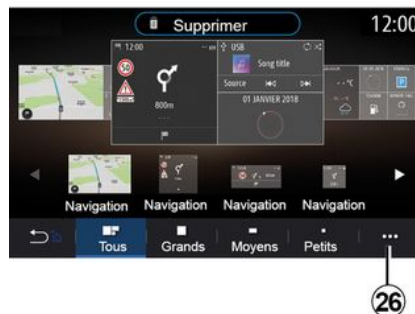 Supprimer
12:00
12:00
USB
50
Song title
800m
Source
01 JANVIER 2018
Navigation Navigation Navigation Navigation
Tous Grands Moyens Petits
26